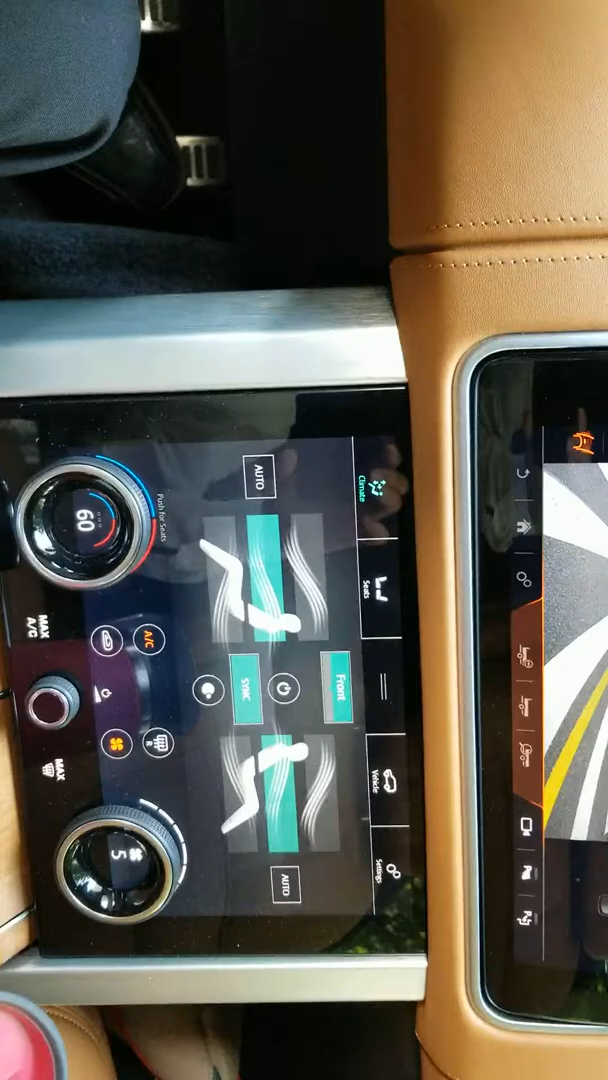 Climate
Seats
Vehicle
Settings
AUTO
Front
AUTO
SYNC
Push for Seats
60
A/C
R
5
MAX
A/C
MAX